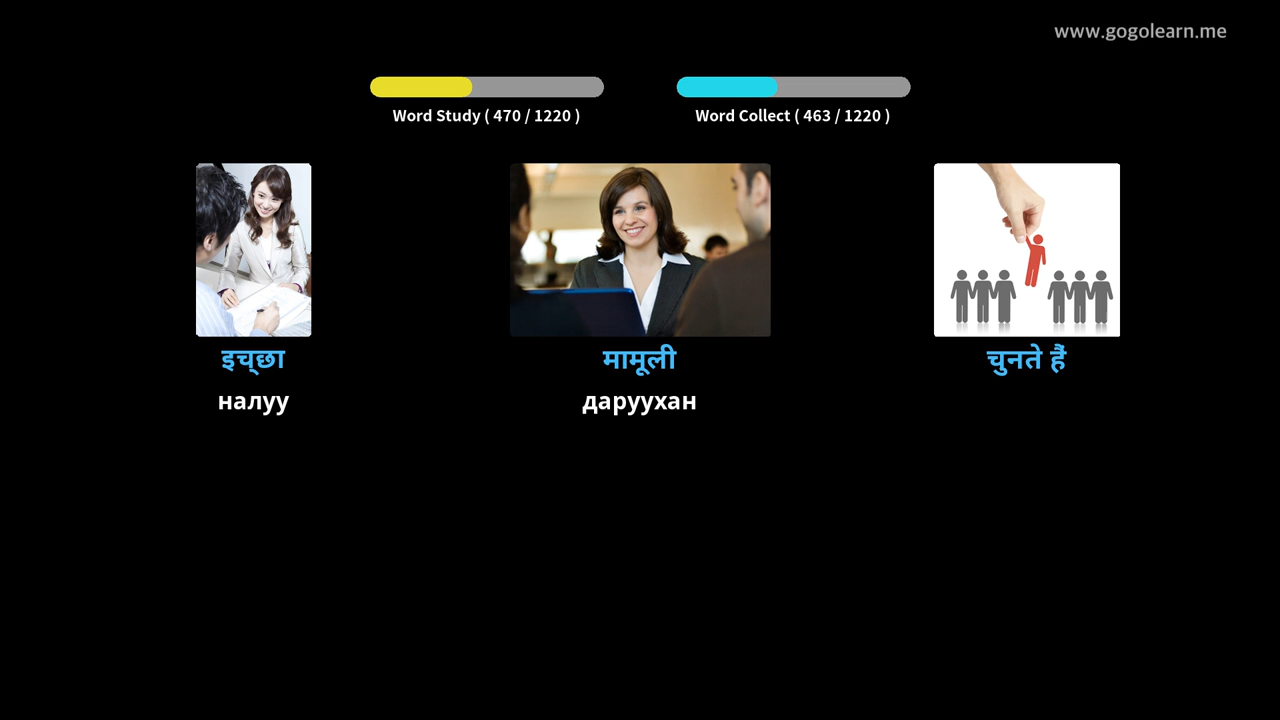 www.gogolearn.me
Word Study ( 470 / 1220 )
Word Collect ( 463 / 1220 )
इच्छा
मामूली
चुनते हैं
налуу
даруухан